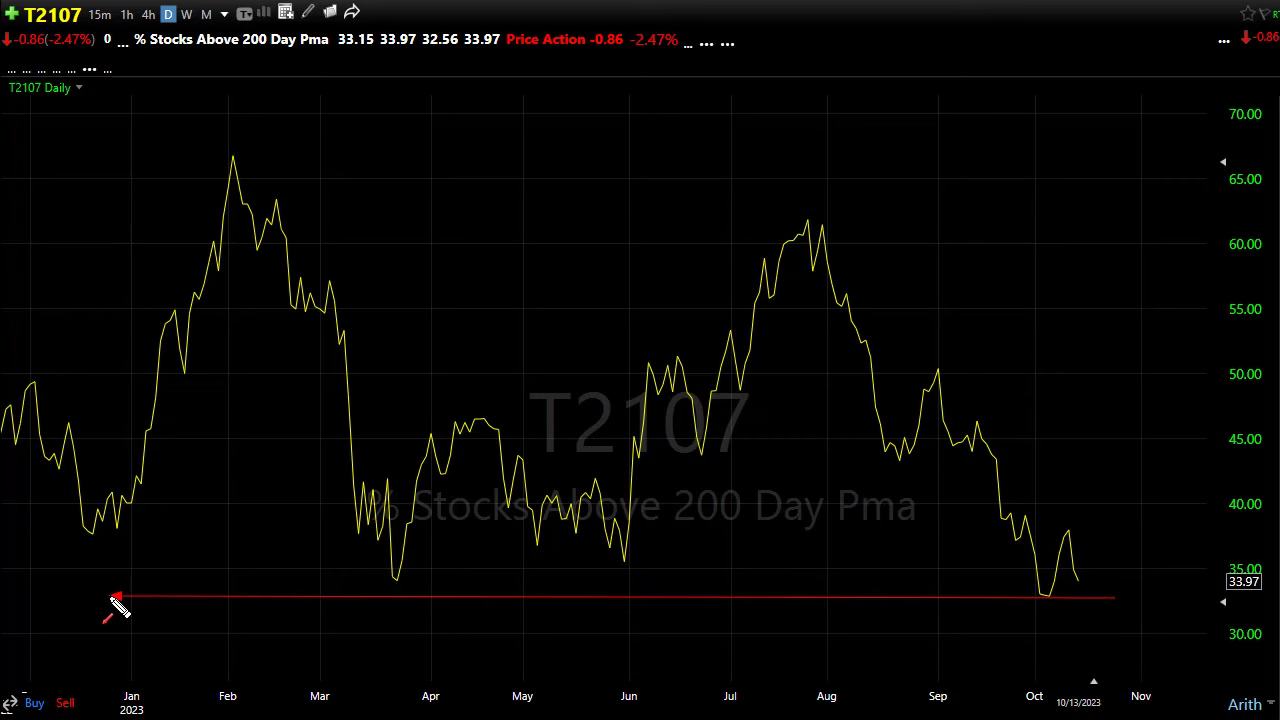 T2107 15m 1h 4h D W M
-0.86(-2.47%) 0 ... % Stocks Above 200 Day Pma 33.15 33.97 32.56 33.97 Price Action -0.86 -2.47% ... ... ... ... -0.86
... ... ... ... ... ... ...
T2107 Daily
70.00
65.00
60.00
55.00
50.00
45.00
40.00
35.00
33.97
30.00
T2107
% Stocks Above 200 Day Pma
Jan Feb Mar Apr May Jun Jul Aug Sep Oct Nov
2023 10/13/2023
Buy Sell Arith